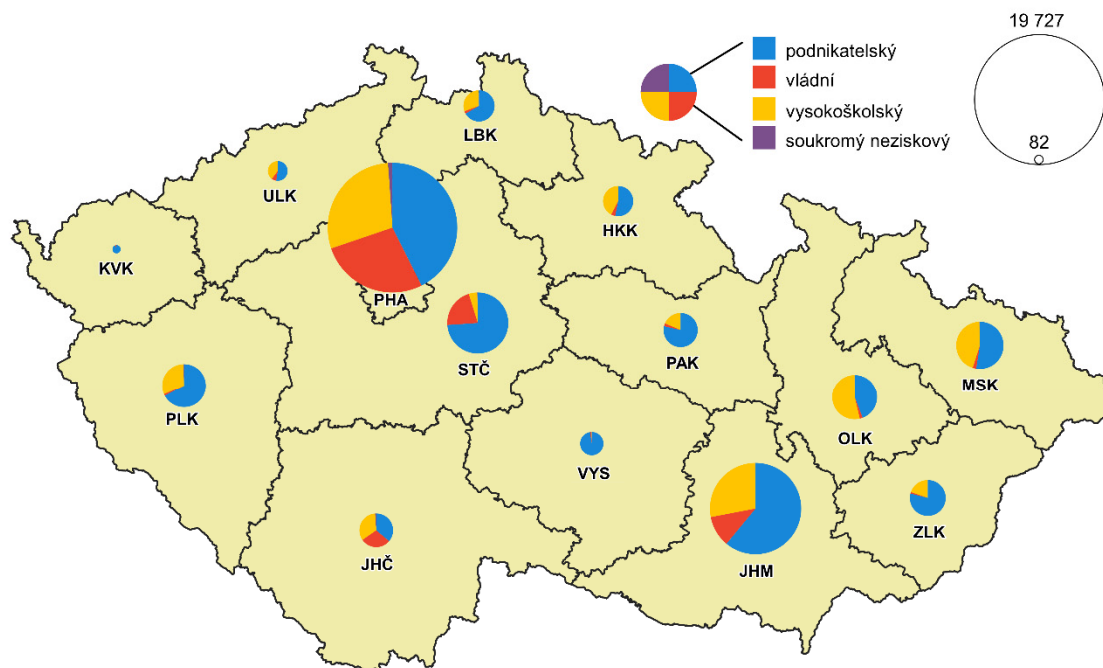 19 727
podnikatelský
vládní
vysokoškolský
soukromý neziskový
82
LBK
ULK
HKK
KVK
PHA
STČ
PAK
MSK
PLK
OLK
VYS
ZLK
JHČ
JHM